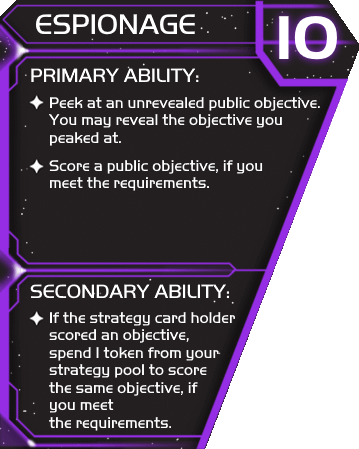 ESPIONAGE
10
PRIMARY ABILITY:
Peek at an unrevealed public objective.
You may reveal the objective you
peaked at.
Score a public objective, if you
meet the requirements.
SECONDARY ABILITY:
If the strategy card holder
scored an objective,
spend 1 token from your
strategy pool to score
the same objective, if
you meet
the requirements.